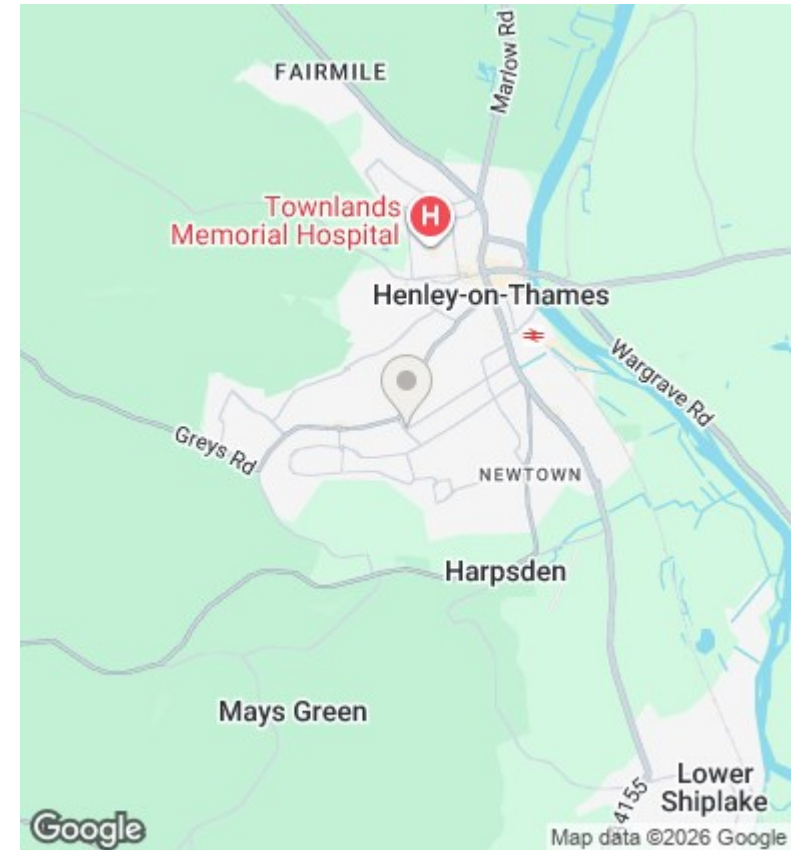 FAIRMILE
Marlow Rd
Townlands
Memorial Hospital
H
Henley-on-Thames
Wargrave Rd
Greys Rd
NEWTOWN
Harpsden
Mays Green
Lower
Shiplake
4155
Google
Map data ©2026 Google